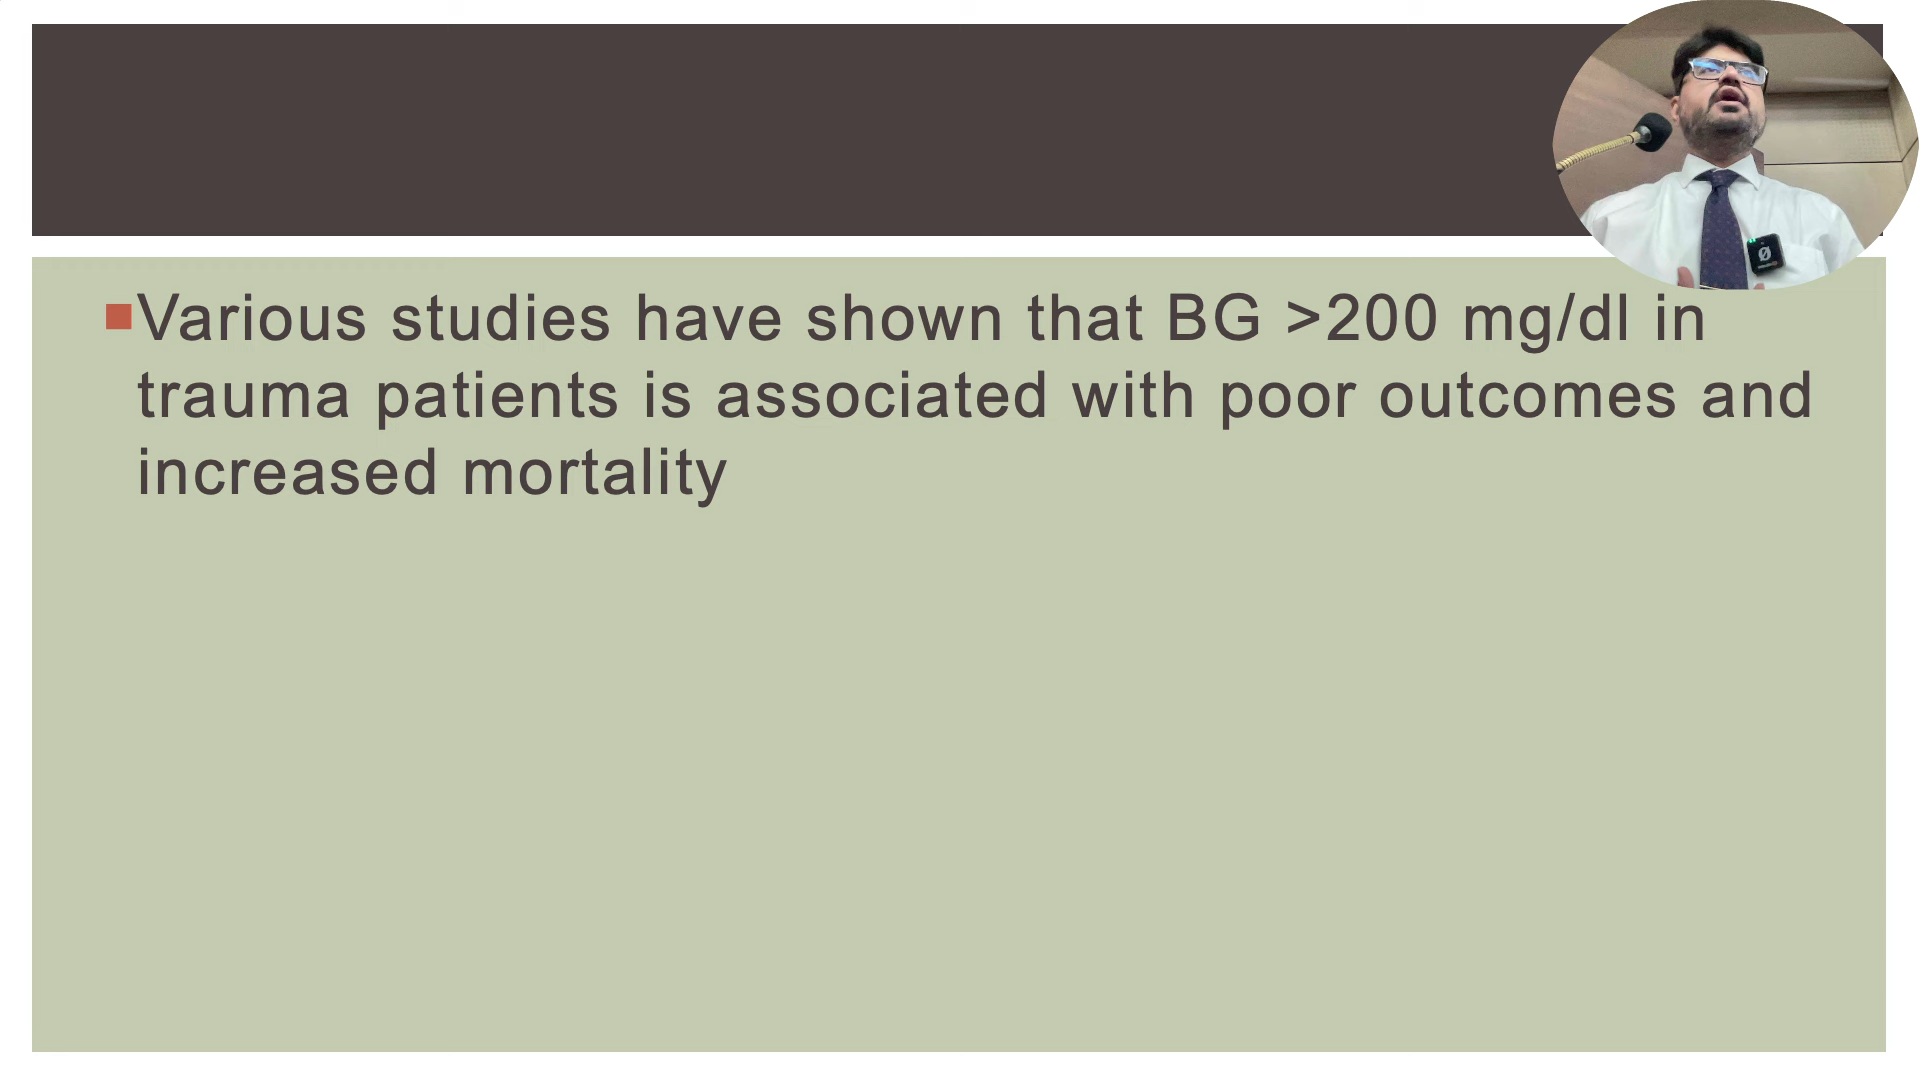 Various studies have shown that BG >200 mg/dl in
trauma patients is associated with poor outcomes and
increased mortality